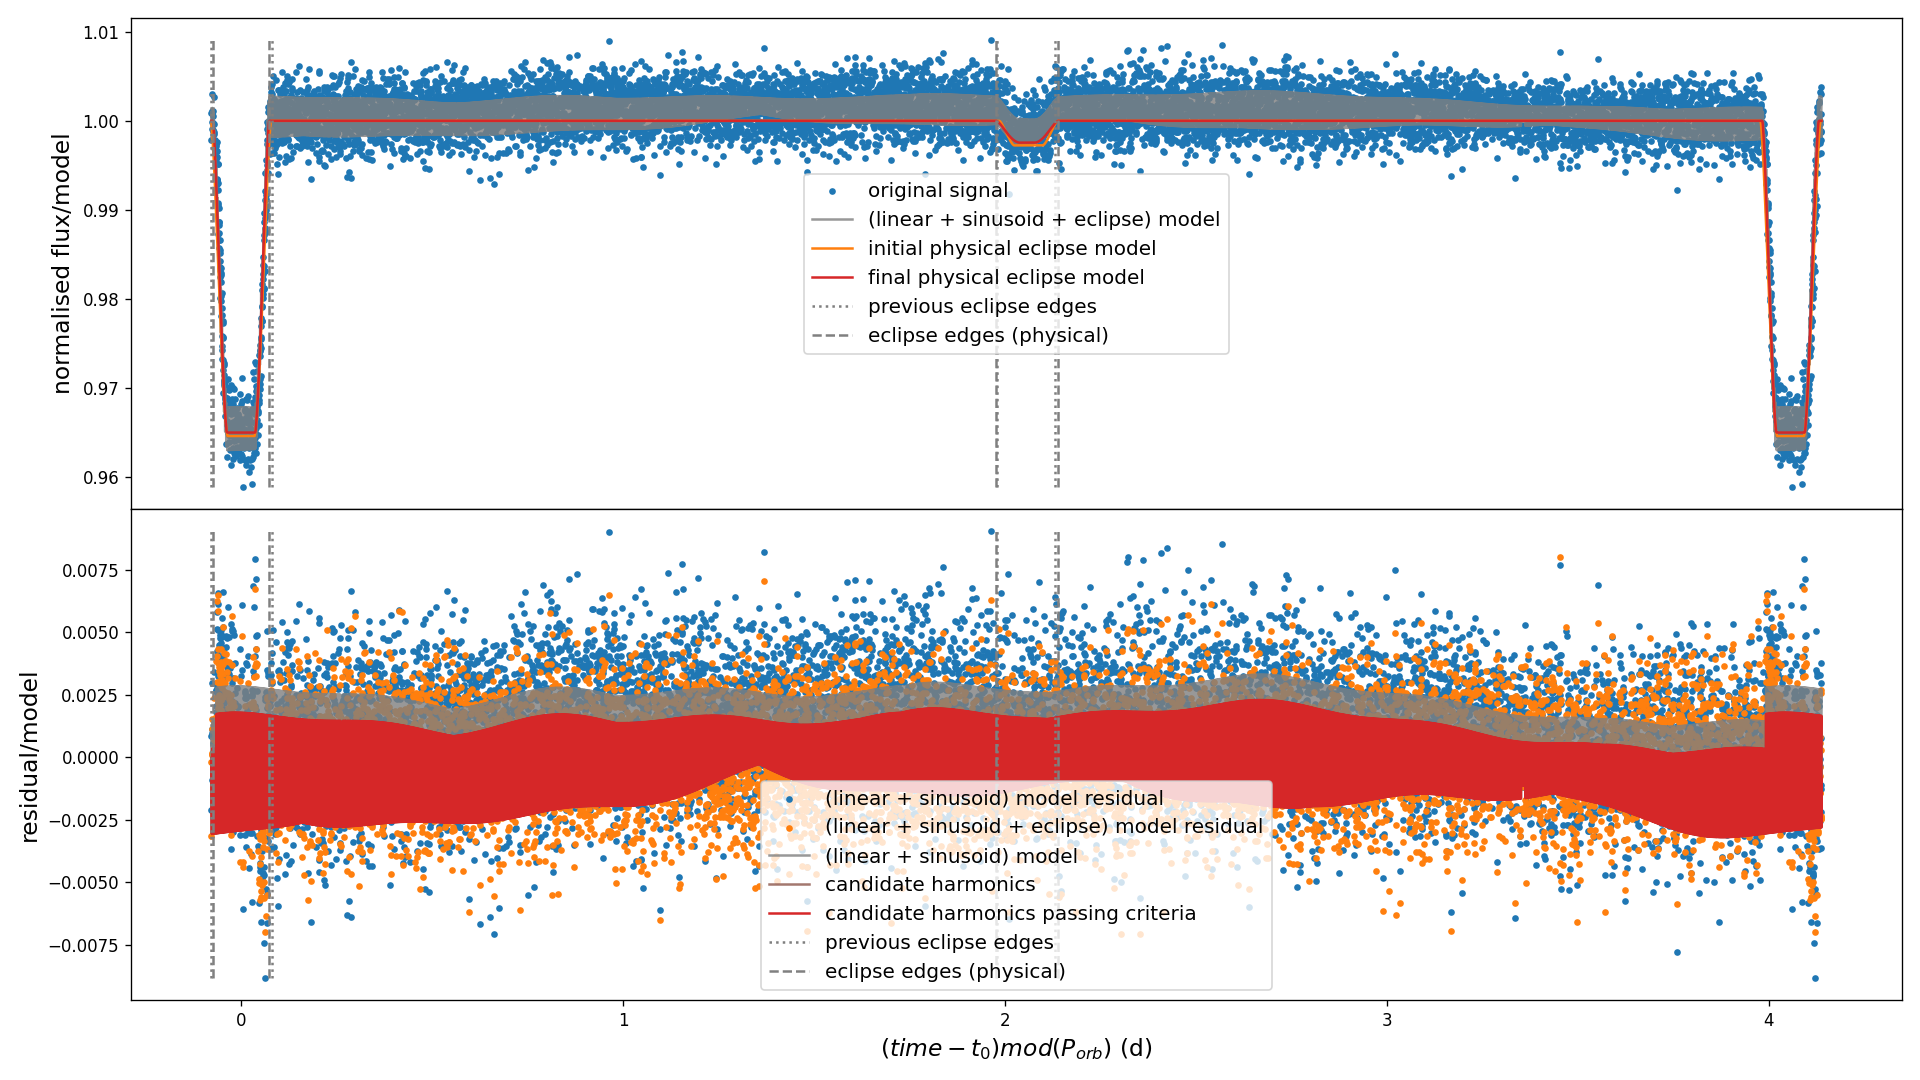 1.01
1.00
0.99
0.98
0.97
0.96
normalised flux/model
original signal
(linear + sinusoid + eclipse) model
initial physical eclipse model
final physical eclipse model
previous eclipse edges
eclipse edges (physical)
0.0075
0.0050
0.0025
0.0000
−0.0025
−0.0050
−0.0075
residual/model
(linear + sinusoid) model residual
(linear + sinusoid + eclipse) model residual
(linear + sinusoid) model
candidate harmonics
candidate harmonics passing criteria
previous eclipse edges
eclipse edges (physical)
0 1 2 3 4
(time − t₀)mod(P_orb) (d)